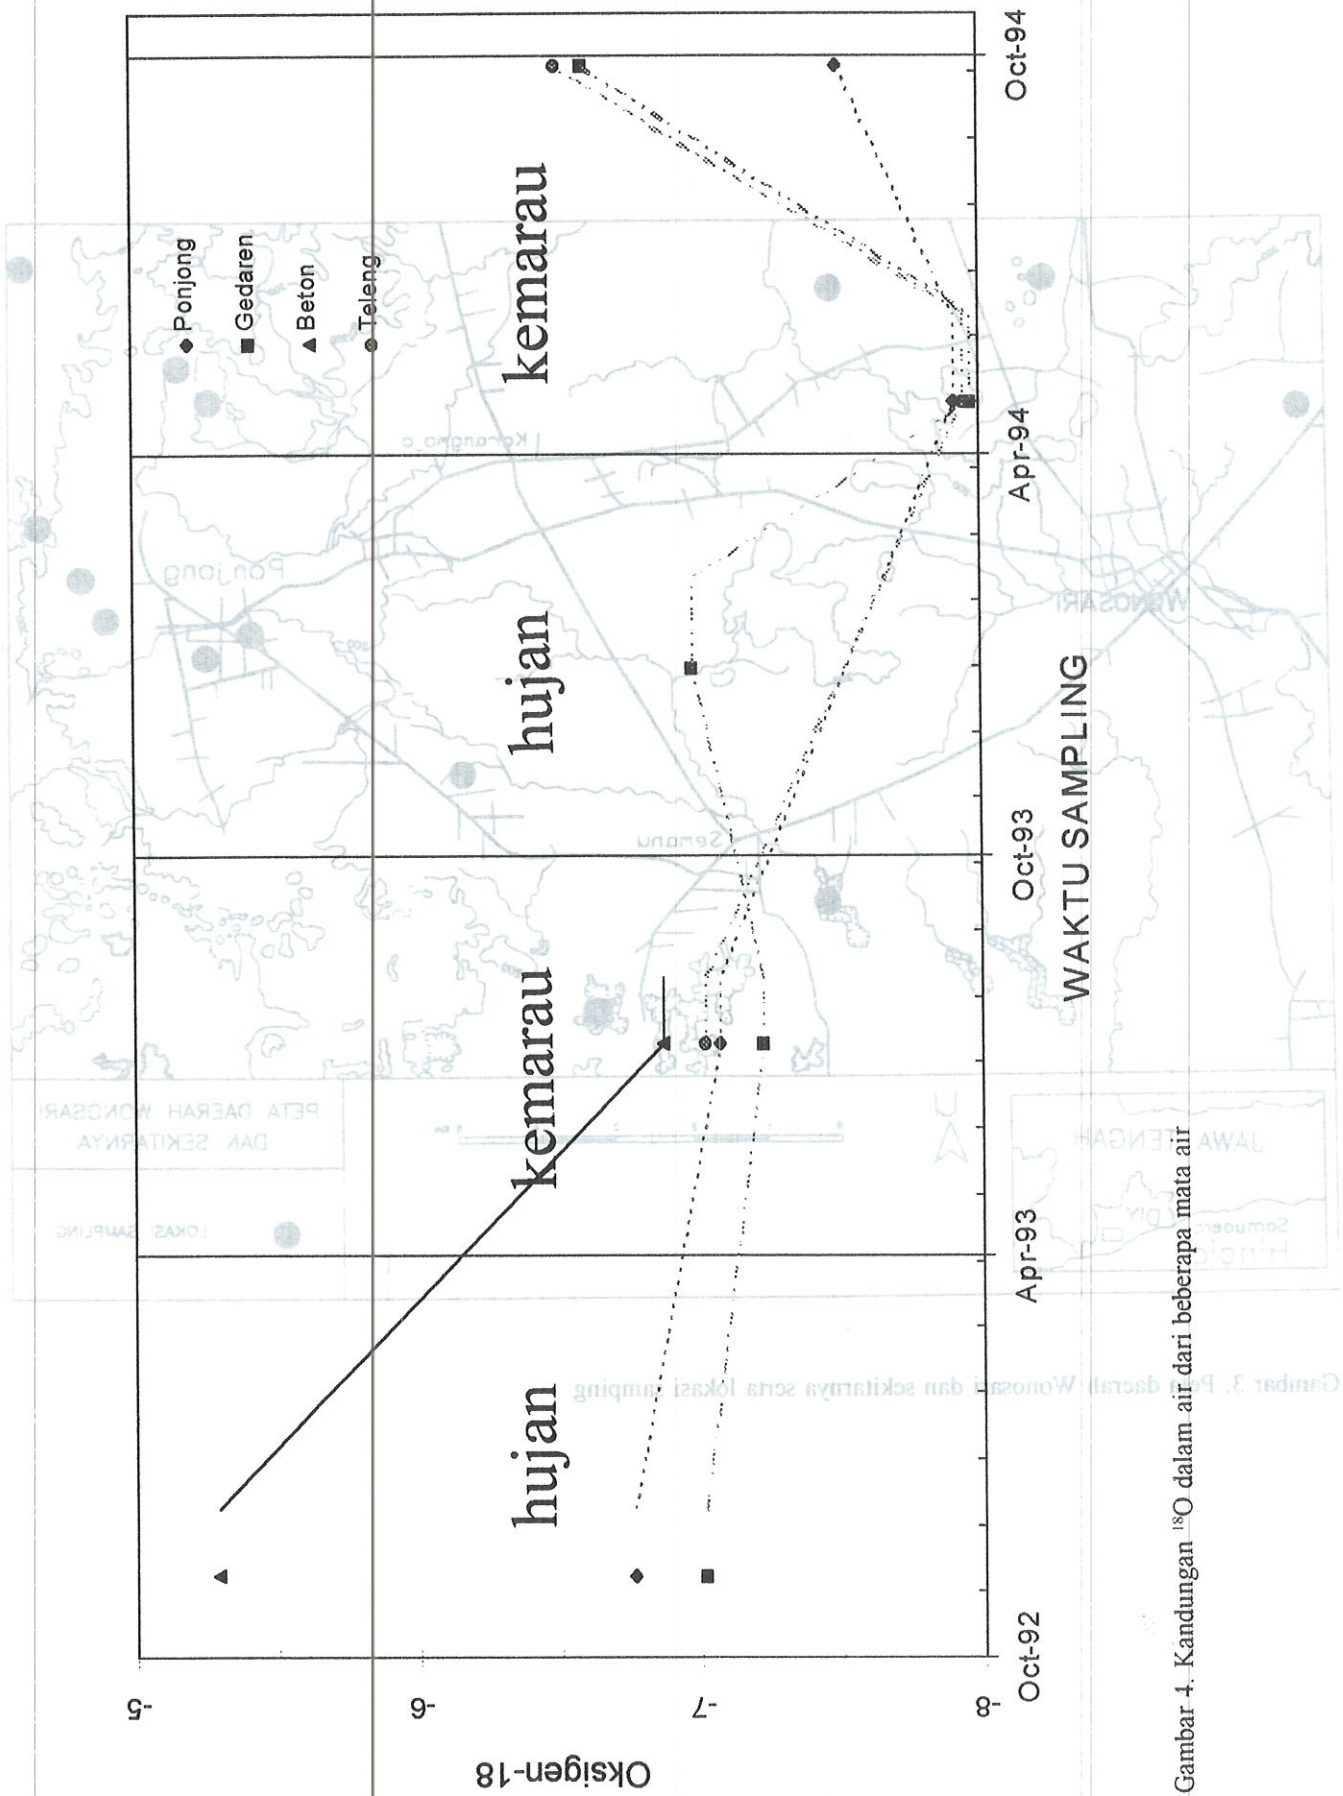 Oksigen-18
-5
-6
-7
-8
hujan
kemarau
hujan
kemarau
Ponjong
Gedaren
Beton
Teleng
Oct-92
Apr-93
Oct-93
Apr-94
Oct-94
WAKTU SAMPLING
Gambar 4. Kandungan ¹⁸O dalam air dari beberapa mata air
Karangmojo
Ponjong
Semanu
WONOSARI
PETA DAERAH WONOSARI
DAN SEKITARNYA
LOKASI SAMPLING
U
JAWA TENGAH
DIY
Gambar 3. Peta daerah Wonosari dan sekitarnya serta lokasi samping